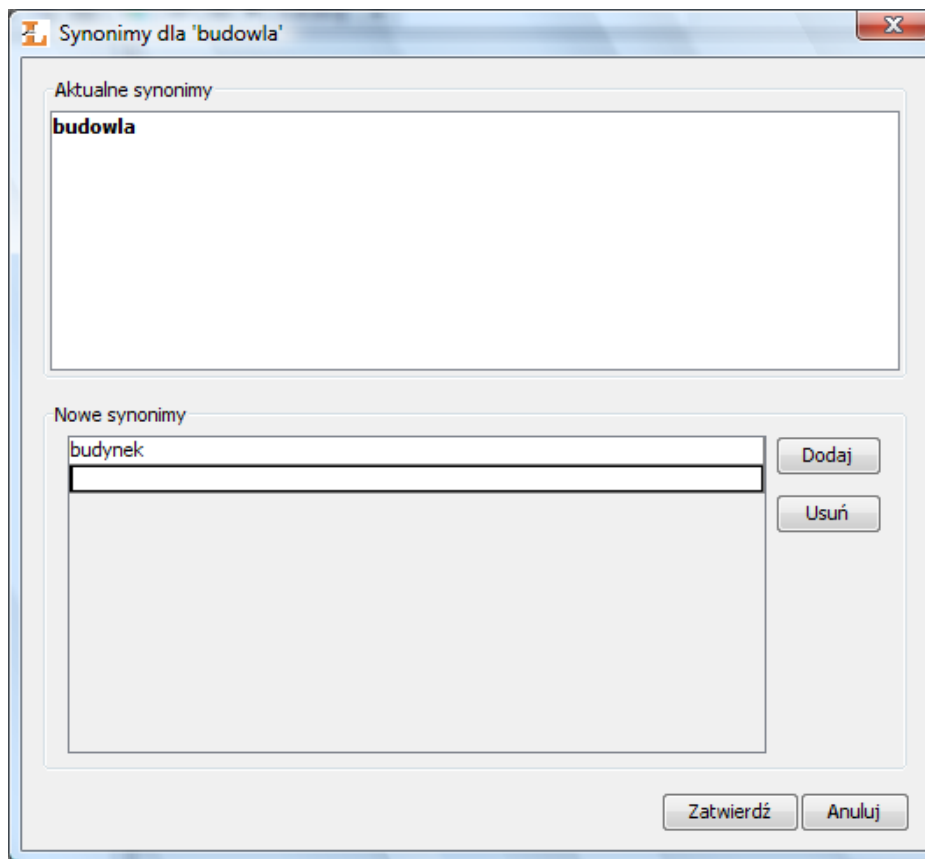 Synonimy dla 'budowla'
Aktualne synonimy
budowla
Nowe synonimy
budynek
Dodaj
Usuń
Zatwierdź Anuluj